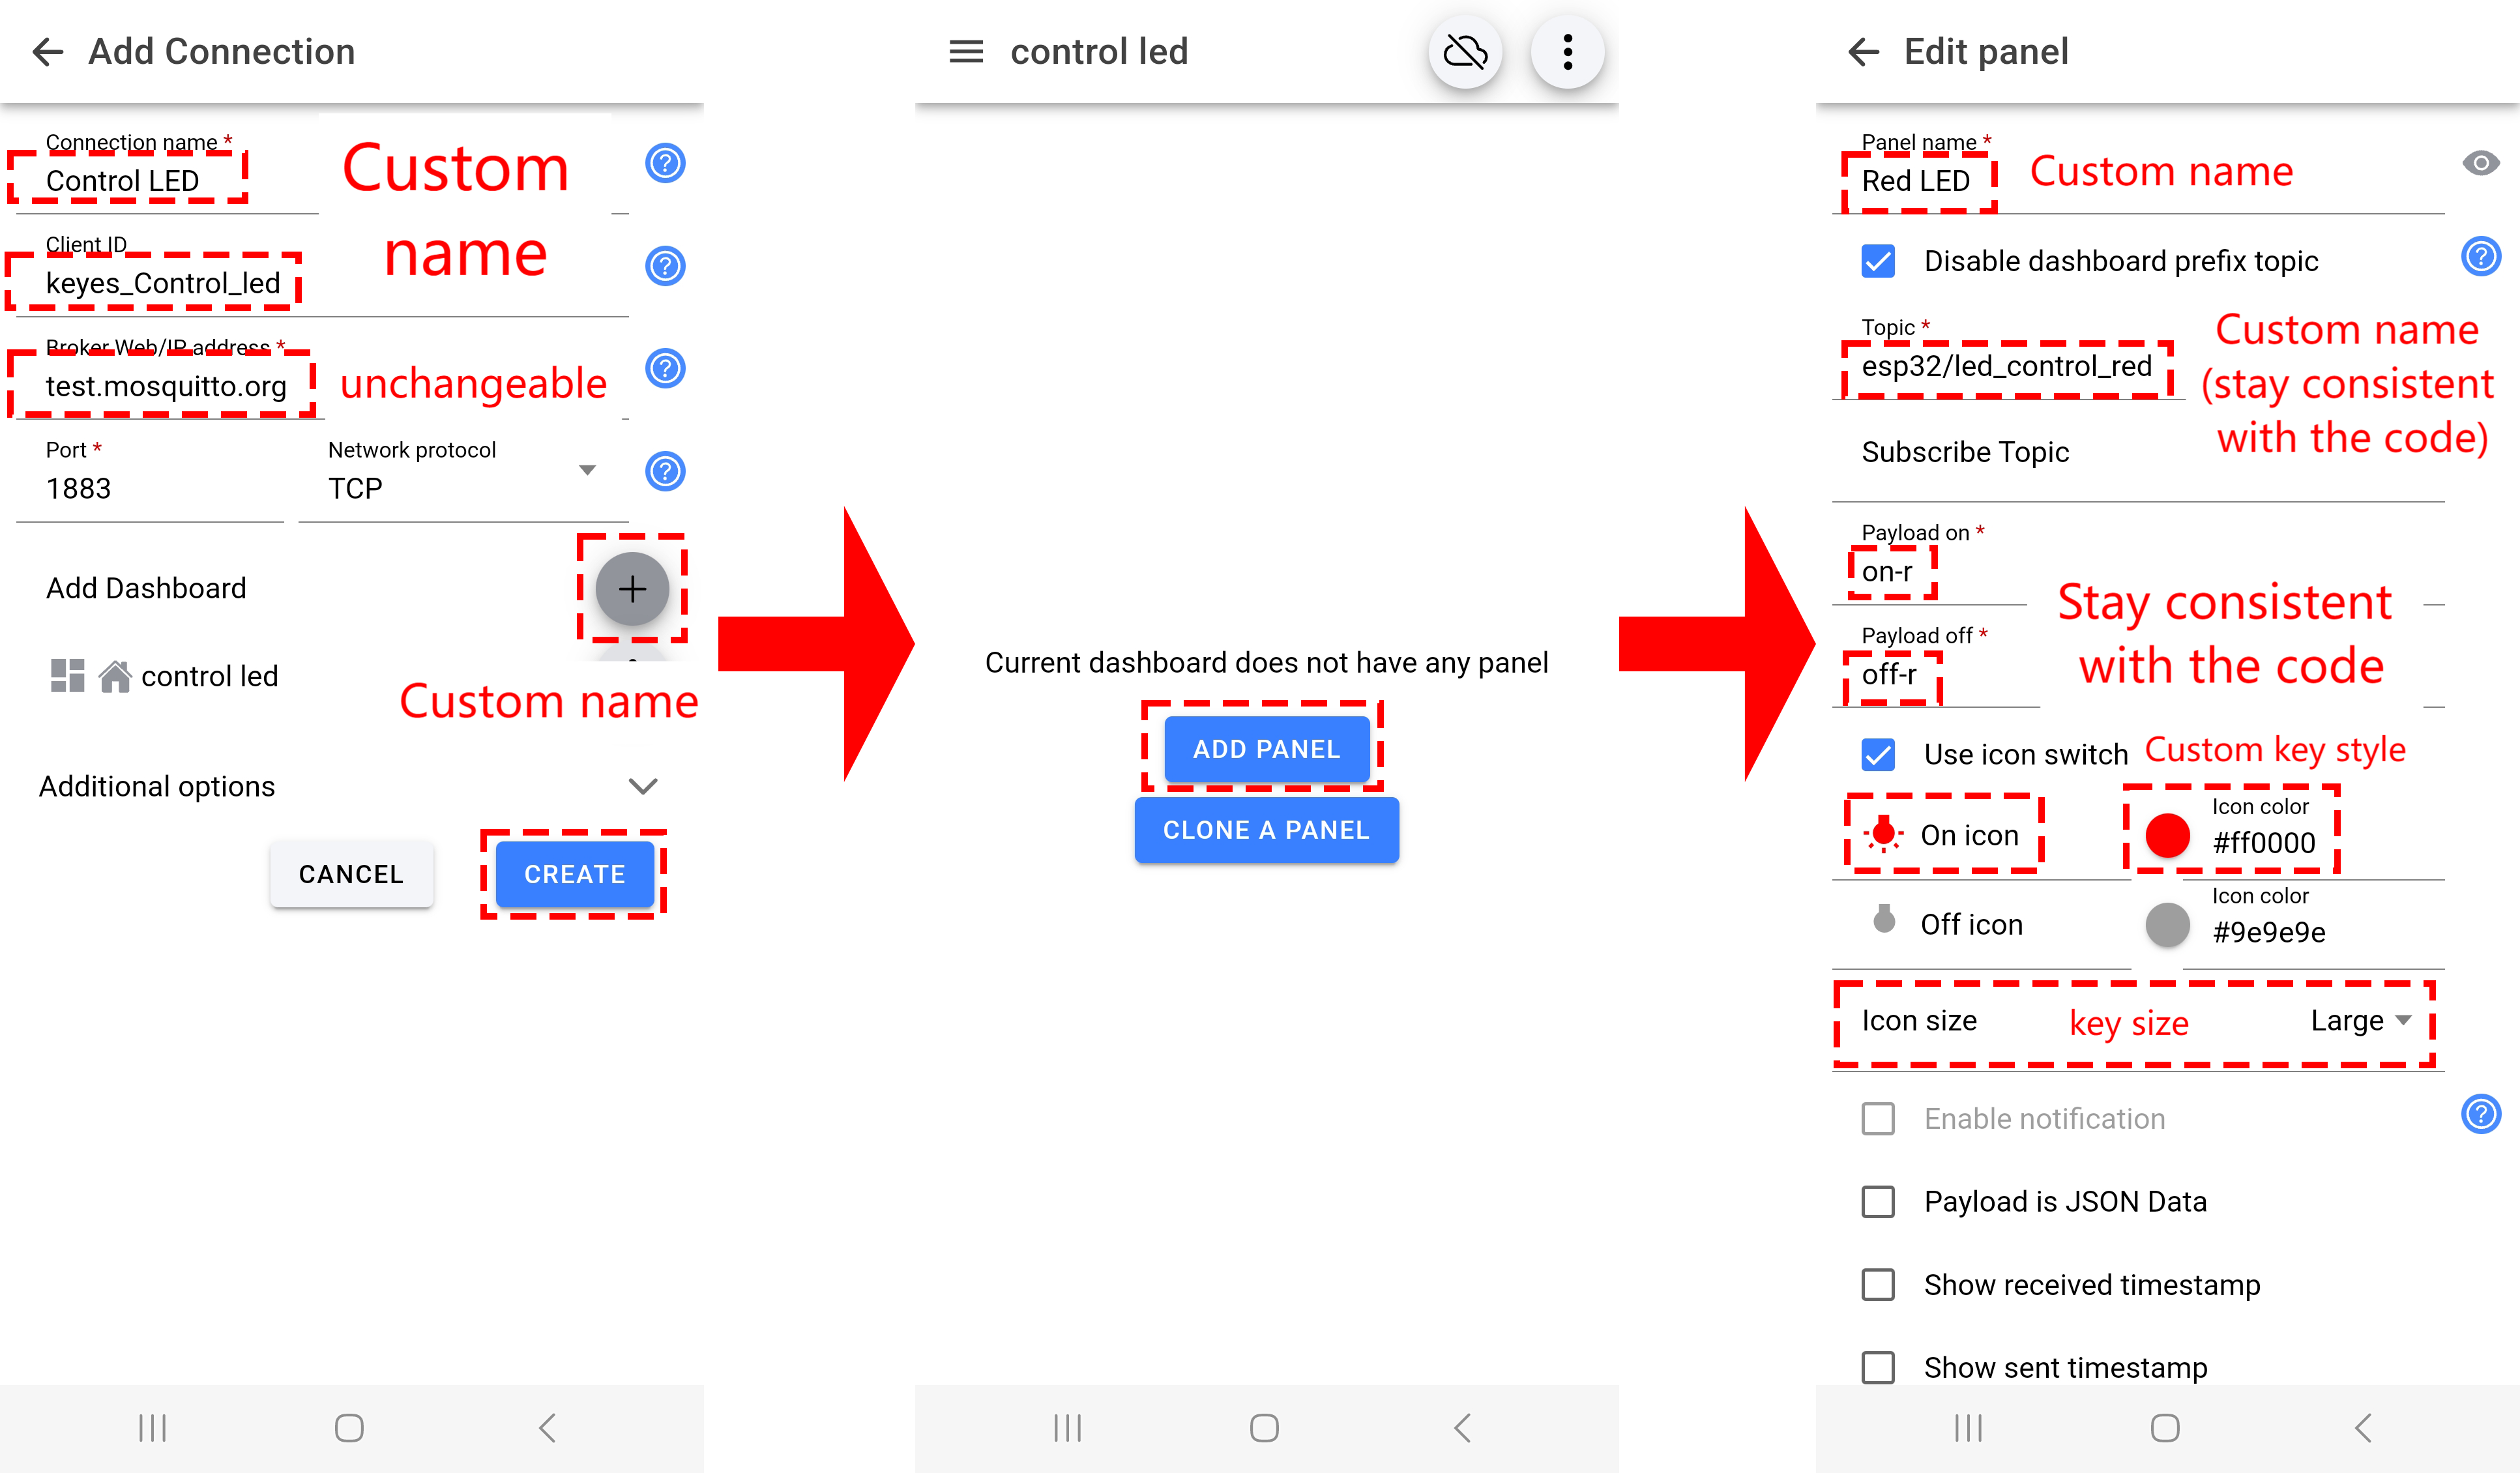 Add Connection
Connection name *
Control LED
Custom
name
Client ID
keyes_Control_led
Broker Web/IP address *
test.mosquitto.org
unchangeable
Port *
1883
Network protocol
TCP
Add Dashboard
control led
Custom name
Additional options
CANCEL
CREATE
control led
Current dashboard does not have any panel
ADD PANEL
CLONE A PANEL
Edit panel
Panel name *
Red LED
Custom name
Disable dashboard prefix topic
Topic *
esp32/led_control_red
Custom name
(stay consistent
with the code)
Subscribe Topic
Payload on *
on-r
Payload off *
off-r
Stay consistent
with the code
Use icon switch
Custom key style
On icon
Icon color
#ff0000
Off icon
Icon color
#9e9e9e
Icon size
key size
Large
Enable notification
Payload is JSON Data
Show received timestamp
Show sent timestamp